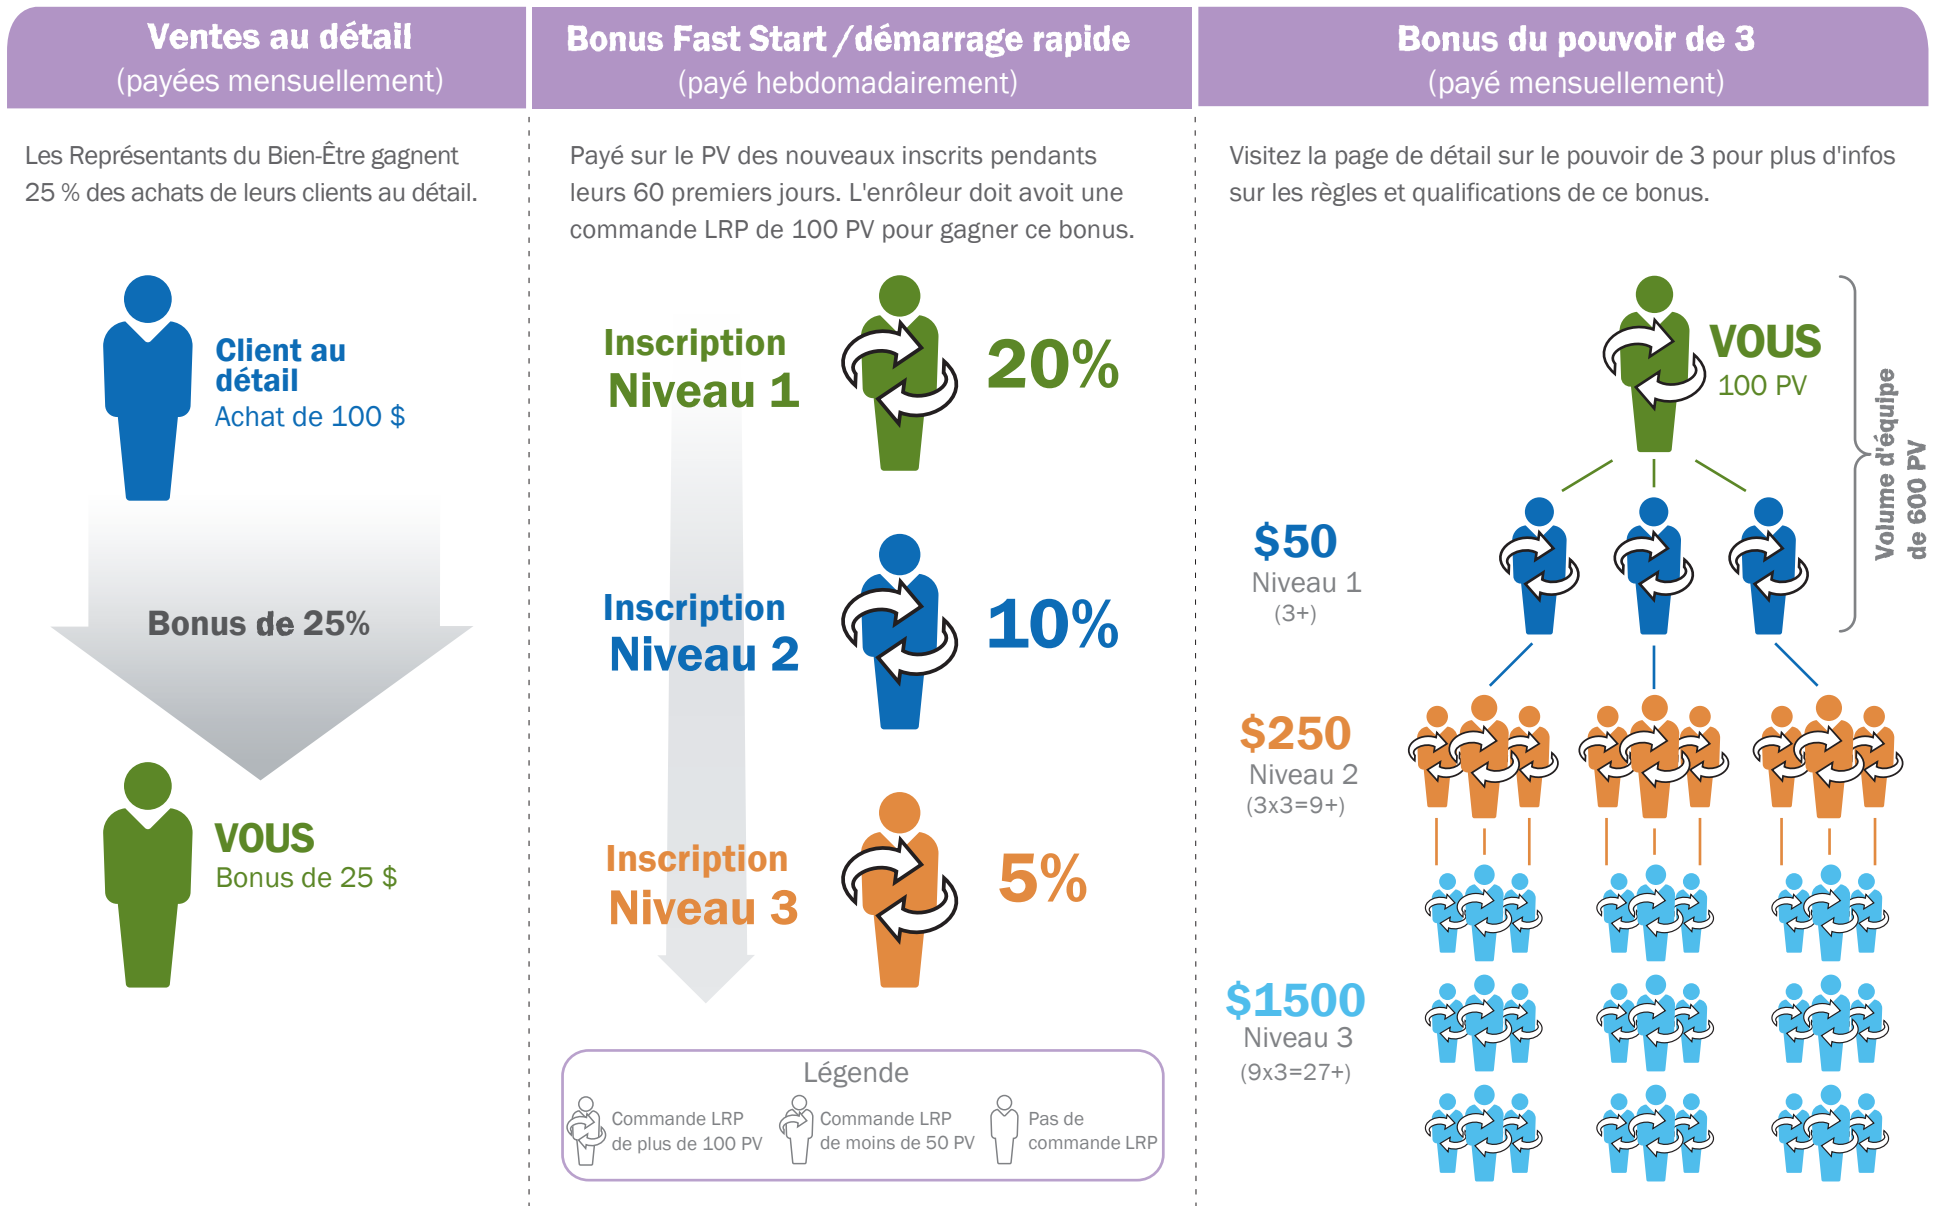 Ventes au détail
(payées mensuellement)
Les Représentants du Bien-Être gagnent
25 % des achats de leurs clients au détail.
Client au
détail
Achat de 100 $
Bonus de 25%
VOUS
Bonus de 25 $
Bonus Fast Start /démarrage rapide
(payé hebdomadairement)
Payé sur le PV des nouveaux inscrits pendants
leurs 60 premiers jours. L'enrôleur doit avoit une
commande LRP de 100 PV pour gagner ce bonus.
Inscription
Niveau 1
20%
Inscription
Niveau 2
10%
Inscription
Niveau 3
5%
Légende
Commande LRP
de plus de 100 PV
Commande LRP
de moins de 50 PV
Pas de
commande LRP
Bonus du pouvoir de 3
(payé mensuellement)
Visitez la page de détail sur le pouvoir de 3 pour plus d'infos
sur les règles et qualifications de ce bonus.
VOUS
100 PV
Volume d'équipe
de 600 PV
$50
Niveau 1
(3+)
$250
Niveau 2
(3x3=9+)
$1500
Niveau 3
(9x3=27+)